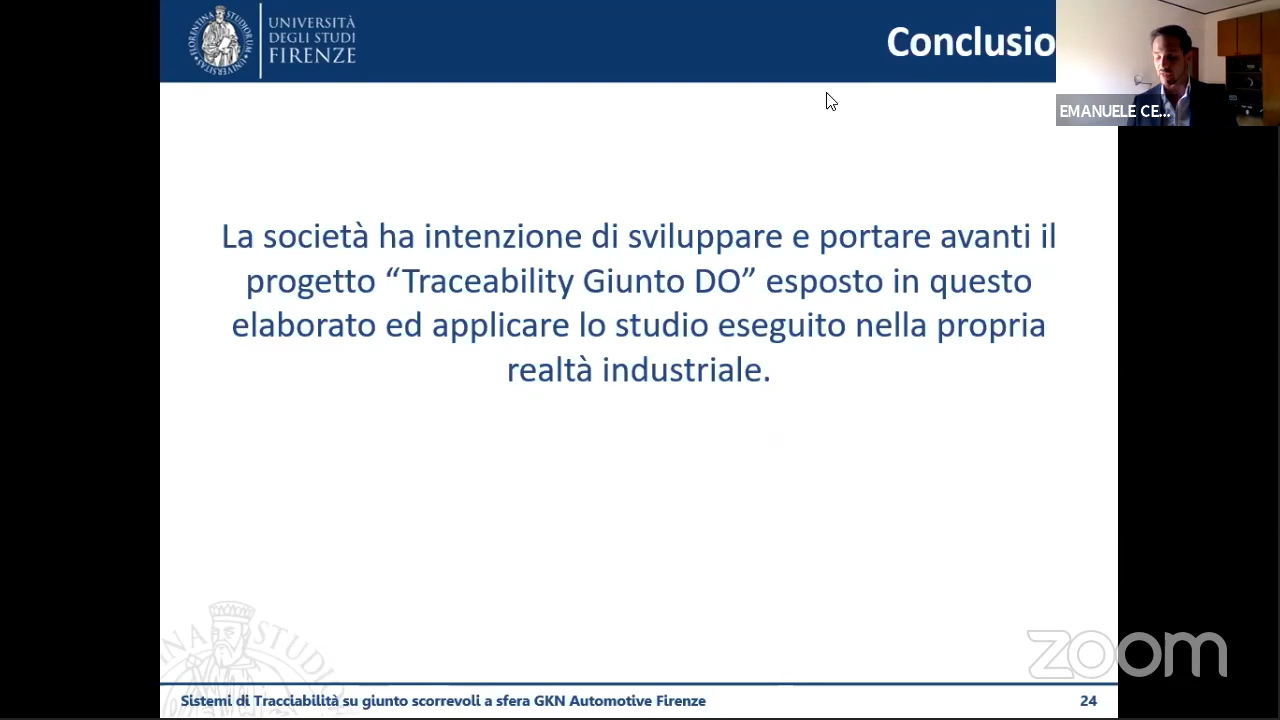 UNIVERSITÀ
DEGLI STUDI
FIRENZE
Conclusio
EMANUELE CE...
La società ha intenzione di sviluppare e portare avanti il
progetto “Traceability Giunto DO” esposto in questo
elaborato ed applicare lo studio eseguito nella propria
realtà industriale.
zoom
Sistemi di Tracciabilità su giunto scorrevoli a sfera GKN Automotive Firenze
24